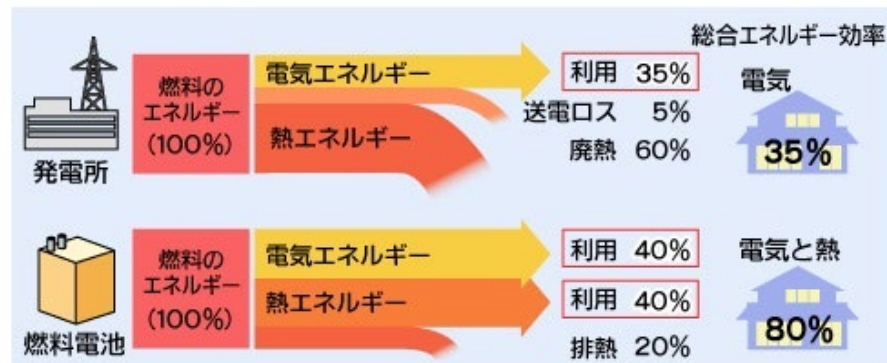 総合エネルギー効率
発電所
燃料の
エネルギー
(100%)
電気エネルギー
熱エネルギー
利用 35%
送電ロス 5%
廃熱 60%
電気
35%
燃料電池
燃料の
エネルギー
(100%)
電気エネルギー
熱エネルギー
利用 40%
利用 40%
排熱 20%
電気と熱
80%